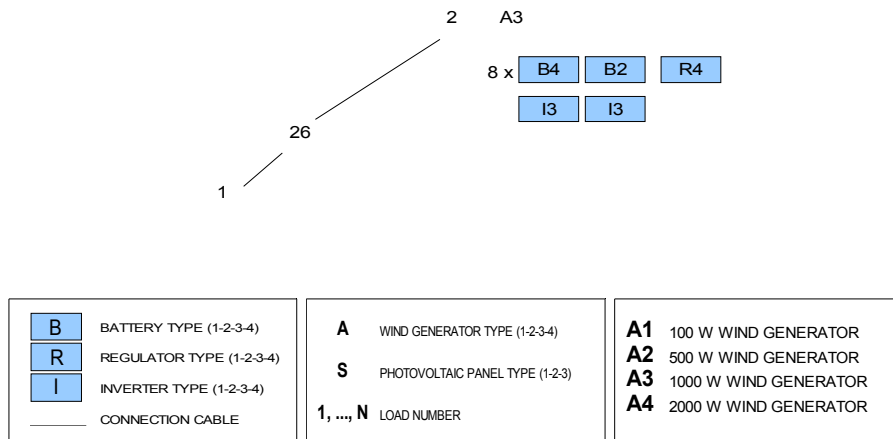 2 A3
8 x B4 B2 R4
I3 I3
26
1
B BATTERY TYPE (1-2-3-4)
R REGULATOR TYPE (1-2-3-4)
I INVERTER TYPE (1-2-3-4)
CONNECTION CABLE
A WIND GENERATOR TYPE (1-2-3-4)
S PHOTOVOLTAIC PANEL TYPE (1-2-3)
1, ..., N LOAD NUMBER
A1 100 W WIND GENERATOR
A2 500 W WIND GENERATOR
A3 1000 W WIND GENERATOR
A4 2000 W WIND GENERATOR